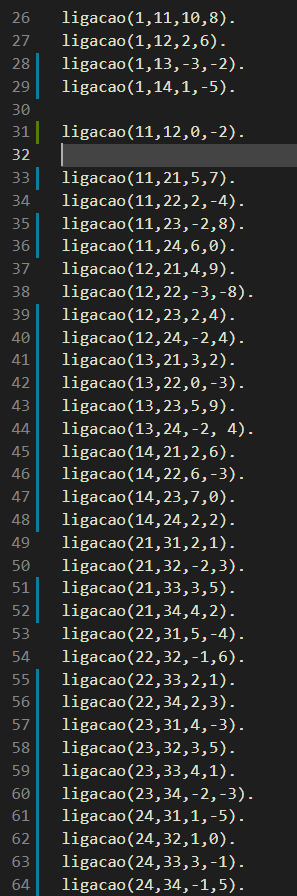 26 ligacao(1,11,10,8).
27 ligacao(1,12,2,6).
28 ligacao(1,13,-3,-2).
29 ligacao(1,14,1,-5).
30
31 ligacao(11,12,0,-2).
32
33 ligacao(11,21,5,7).
34 ligacao(11,22,2,-4).
35 ligacao(11,23,-2,8).
36 ligacao(11,24,6,0).
37 ligacao(12,21,4,9).
38 ligacao(12,22,-3,-8).
39 ligacao(12,23,2,4).
40 ligacao(12,24,-2,4).
41 ligacao(13,21,3,2).
42 ligacao(13,22,0,-3).
43 ligacao(13,23,5,9).
44 ligacao(13,24,-2, 4).
45 ligacao(14,21,2,6).
46 ligacao(14,22,6,-3).
47 ligacao(14,23,7,0).
48 ligacao(14,24,2,2).
49 ligacao(21,31,2,1).
50 ligacao(21,32,-2,3).
51 ligacao(21,33,3,5).
52 ligacao(21,34,4,2).
53 ligacao(22,31,5,-4).
54 ligacao(22,32,-1,6).
55 ligacao(22,33,2,1).
56 ligacao(22,34,2,3).
57 ligacao(23,31,4,-3).
58 ligacao(23,32,3,5).
59 ligacao(23,33,4,1).
60 ligacao(23,34,-2,-3).
61 ligacao(24,31,1,-5).
62 ligacao(24,32,1,0).
63 ligacao(24,33,3,-1).
64 ligacao(24,34,-1,5).